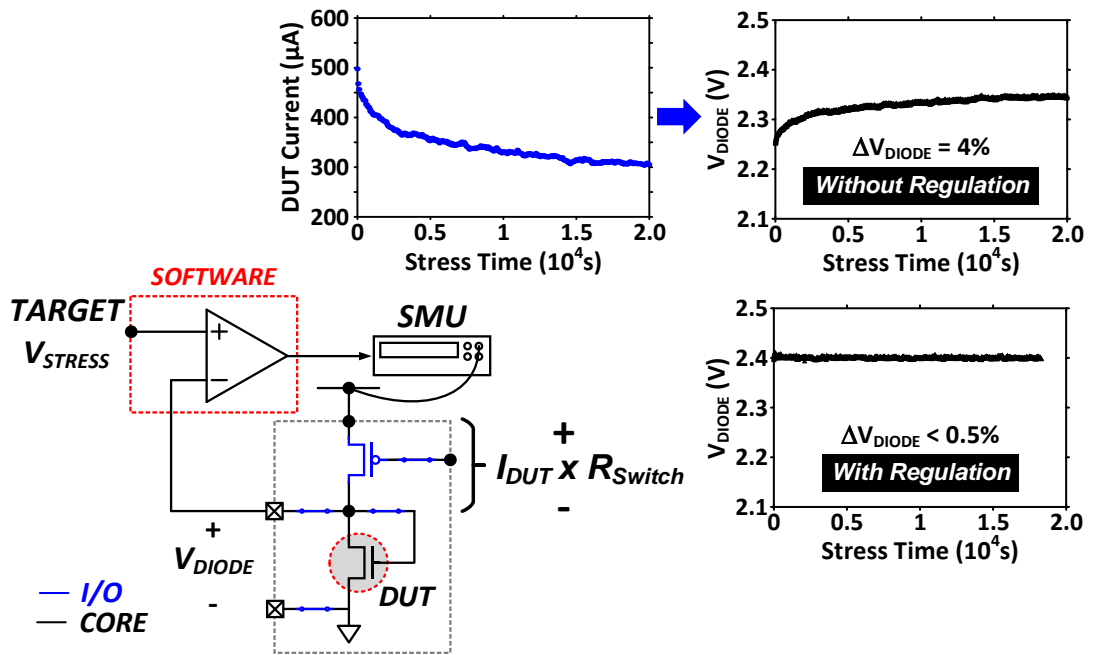 600
500
400
300
200
DUT Current (µA)
0
0.5
1
1.5
2.0
Stress Time (10⁴s)
2.5
2.4
2.3
2.2
2.1
V_DIODE (V)
ΔV_DIODE = 4%
Without Regulation
0
0.5
1
1.5
2.0
Stress Time (10⁴s)
SOFTWARE
TARGET
V_STRESS
+
−
SMU
+
I_DUT x R_Switch
-
+
V_DIODE
-
DUT
I/O
CORE
2.5
2.4
2.3
2.2
2.1
V_DIODE (V)
ΔV_DIODE < 0.5%
With Regulation
0
0.5
1
1.5
2.0
Stress Time (10⁴s)